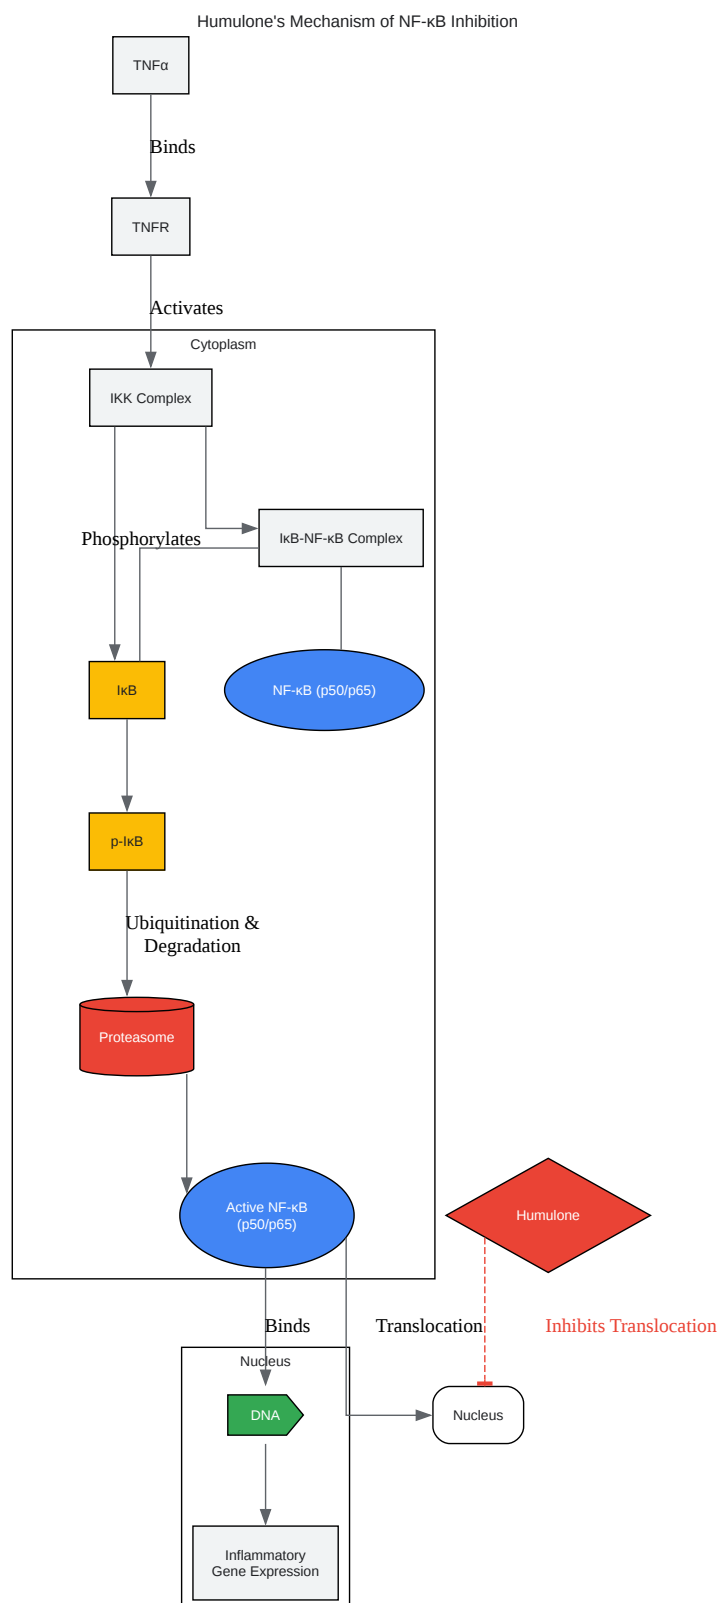 Humulone's Mechanism of NF-κB Inhibition
TNFα
Binds
TNFR
Activates
Cytoplasm
IKK Complex
Phosphorylates
IκB-NF-κB Complex
IκB
NF-κB (p50/p65)
p-IκB
Ubiquitination &
Degradation
Proteasome
Active NF-κB
(p50/p65)
Humulone
Binds
Translocation
Inhibits Translocation
Nucleus
DNA
Nucleus
Inflammatory
Gene Expression